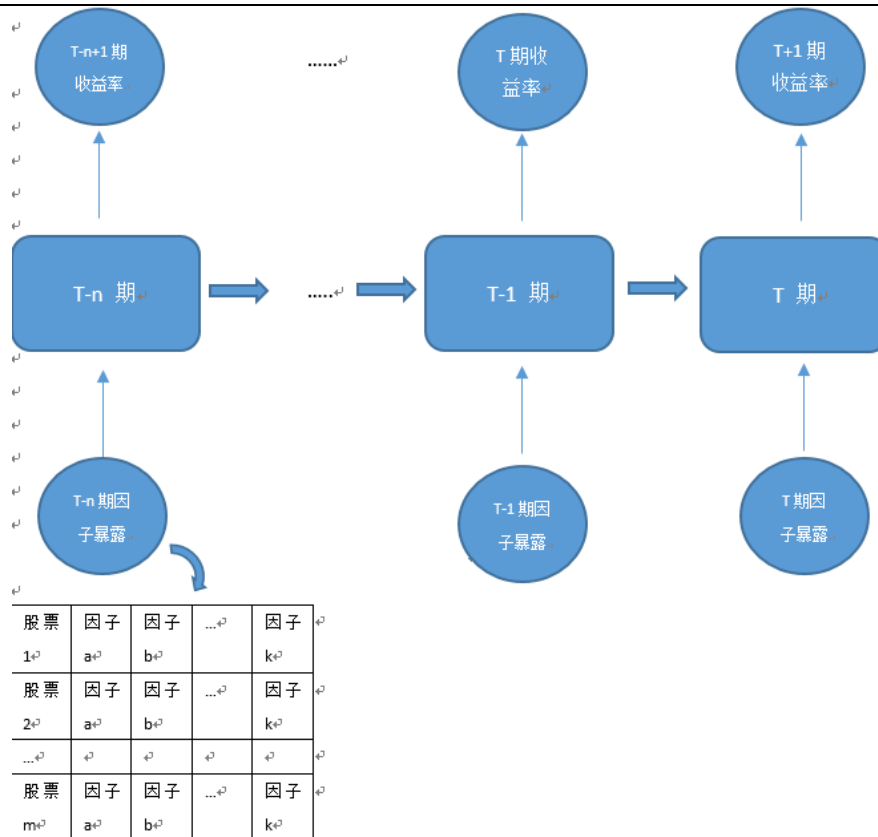 T-n+1 期
收益率
......
T 期收
益率
T+1 期
收益率
T-n 期
.....
T-1 期
T 期
T-n 期因
子暴露
T-1 期因
子暴露
T 期因
子暴露
股票 因子 因子 ... 因子
1 a b k
股票 因子 因子 ... 因子
2 a b k
...
股票 因子 因子 ... 因子
m a b k